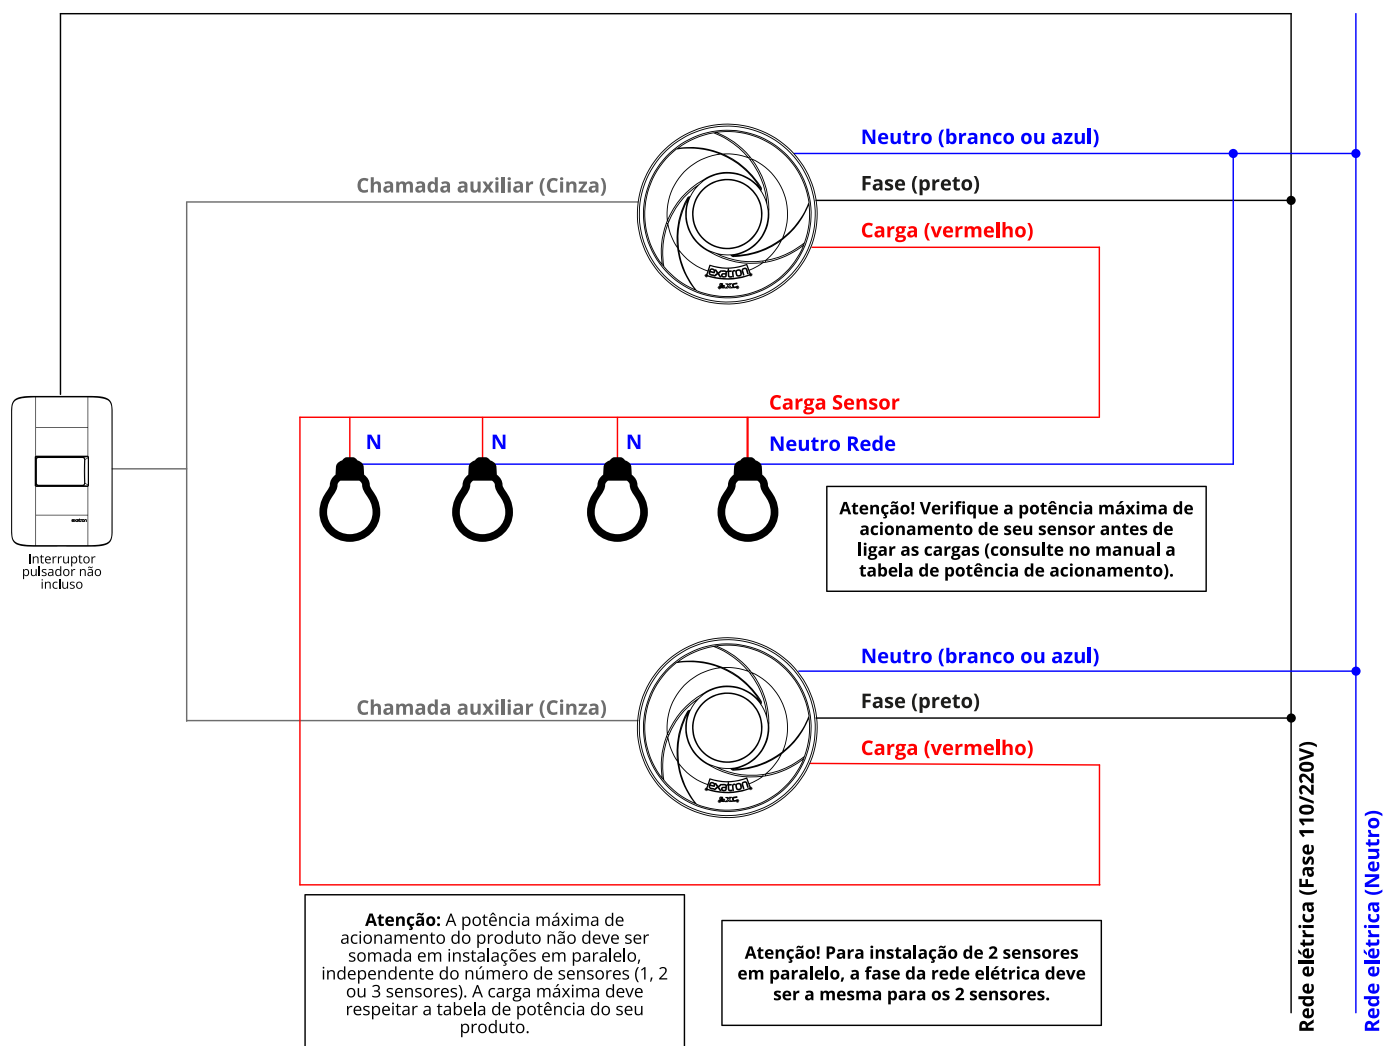 Neutro (branco ou azul)
Chamada auxiliar (Cinza)
Fase (preto)
Carga (vermelho)
exatron
Carga Sensor
N
N
N
Neutro Rede
exatron
Interruptor
pulsador não
incluso
Atenção! Verifique a potência máxima de
acionamento de seu sensor antes de
ligar as cargas (consulte no manual a
tabela de potência de acionamento).
Neutro (branco ou azul)
Chamada auxiliar (Cinza)
Fase (preto)
Carga (vermelho)
exatron
Rede elétrica (Fase 110/220V)
Rede elétrica (Neutro)
Atenção: A potência máxima de
acionamento do produto não deve ser
somada em instalações em paralelo,
independente do número de sensores (1, 2
ou 3 sensores). A carga máxima deve
respeitar a tabela de potência do seu
produto.
Atenção! Para instalação de 2 sensores
em paralelo, a fase da rede elétrica deve
ser a mesma para os 2 sensores.